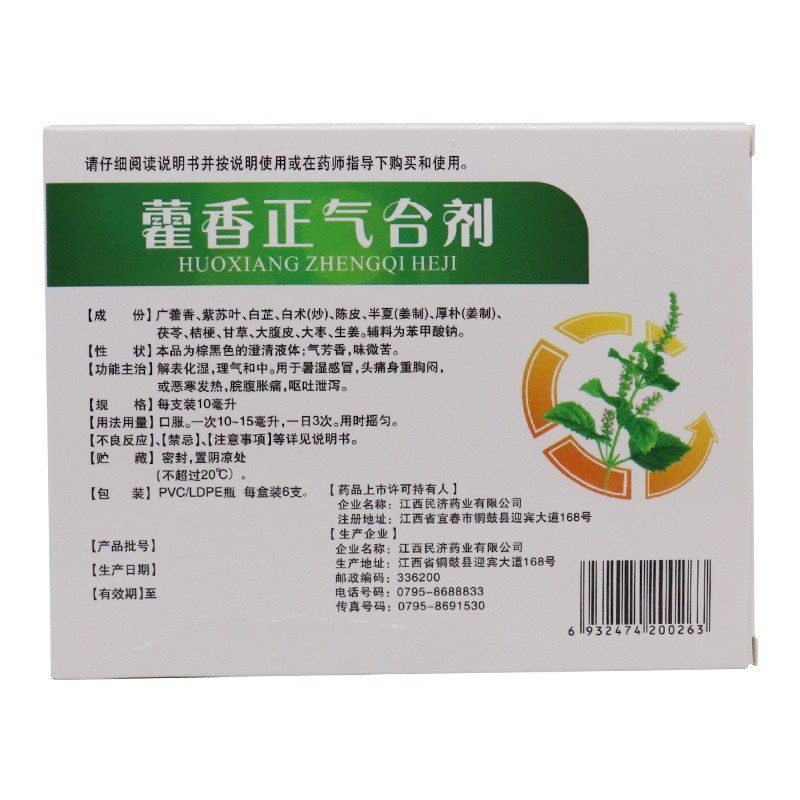 请仔细阅读说明书并按说明使用或在药师指导下购买和使用。
藿香正气合剂
HUOXIANG ZHENGQI HEJI
【成 份】广藿香、紫苏叶、白芷、白术(炒)、陈皮、半夏(姜制)、厚朴(姜制)、
茯苓、桔梗、甘草、大腹皮、大枣、生姜。辅料为苯甲酸钠。
【性 状】本品为棕黑色的澄清液体;气芳香,味微苦。
【功能主治】解表化湿,理气和中。用于暑湿感冒,头痛身重胸闷,
或恶寒发热,脘腹胀痛,呕吐泄泻。
【规 格】每支装10毫升
【用法用量】口服。一次10~15毫升,一日3次。用时摇匀。
【不良反应】、【禁忌】、【注意事项】等详见说明书。
【贮 藏】密封,置阴凉处
(不超过20℃)。
【包 装】PVC/LDPE瓶 每盒装6支。
【产品批号】
【生产日期】
【有效期】至
【药品上市许可持有人】
企业名称:江西民济药业有限公司
注册地址:江西省宜春市铜鼓县迎宾大道168号
【生产企业】
企业名称:江西民济药业有限公司
生产地址:江西省铜鼓县迎宾大道168号
邮政编码:336200
电话号码:0795-8688833
传真号码:0795-8691530
6 932474 200263